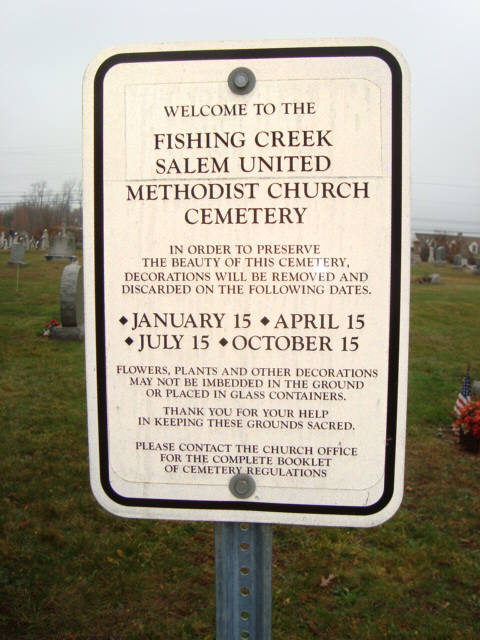 WELCOME TO THE
FISHING CREEK
SALEM UNITED
METHODIST CHURCH
CEMETERY
IN ORDER TO PRESERVE
THE BEAUTY OF THIS CEMETERY,
DECORATIONS WILL BE REMOVED AND
DISCARDED ON THE FOLLOWING DATES.
◆JANUARY 15 ◆APRIL 15
◆JULY 15 ◆OCTOBER 15
FLOWERS, PLANTS AND OTHER DECORATIONS
MAY NOT BE IMBEDDED IN THE GROUND
OR PLACED IN GLASS CONTAINERS.
THANK YOU FOR YOUR HELP
IN KEEPING THESE GROUNDS SACRED.
PLEASE CONTACT THE CHURCH OFFICE
FOR THE COMPLETE BOOKLET
OF CEMETERY REGULATIONS